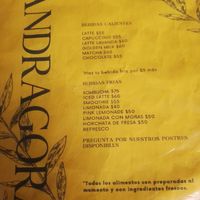 ANDRAGOR
BEBIDAS CALIENTES
LATTE $50
CAPUCCINO $55
LATTE LAVANDA $60
GOLDEN MILK $60
MATCHA $60
CHOCOLATE $55
*Haz tu bebida fría por $5 más
BEBIDAS FRÍAS
KOMBUCHA $75
ICED LATTE $60
SMOOTHIE $55
LIMONADA $40
PINK LEMONADE $50
LIMONADA CON MORAS $50
HORCHATA DE FRESA $50
REFRESCO
PREGUNTA POR NUESTROS POSTRES
DISPONIBLES
*Todos los alimentos son preparados al
momento y con ingredientes frescos.